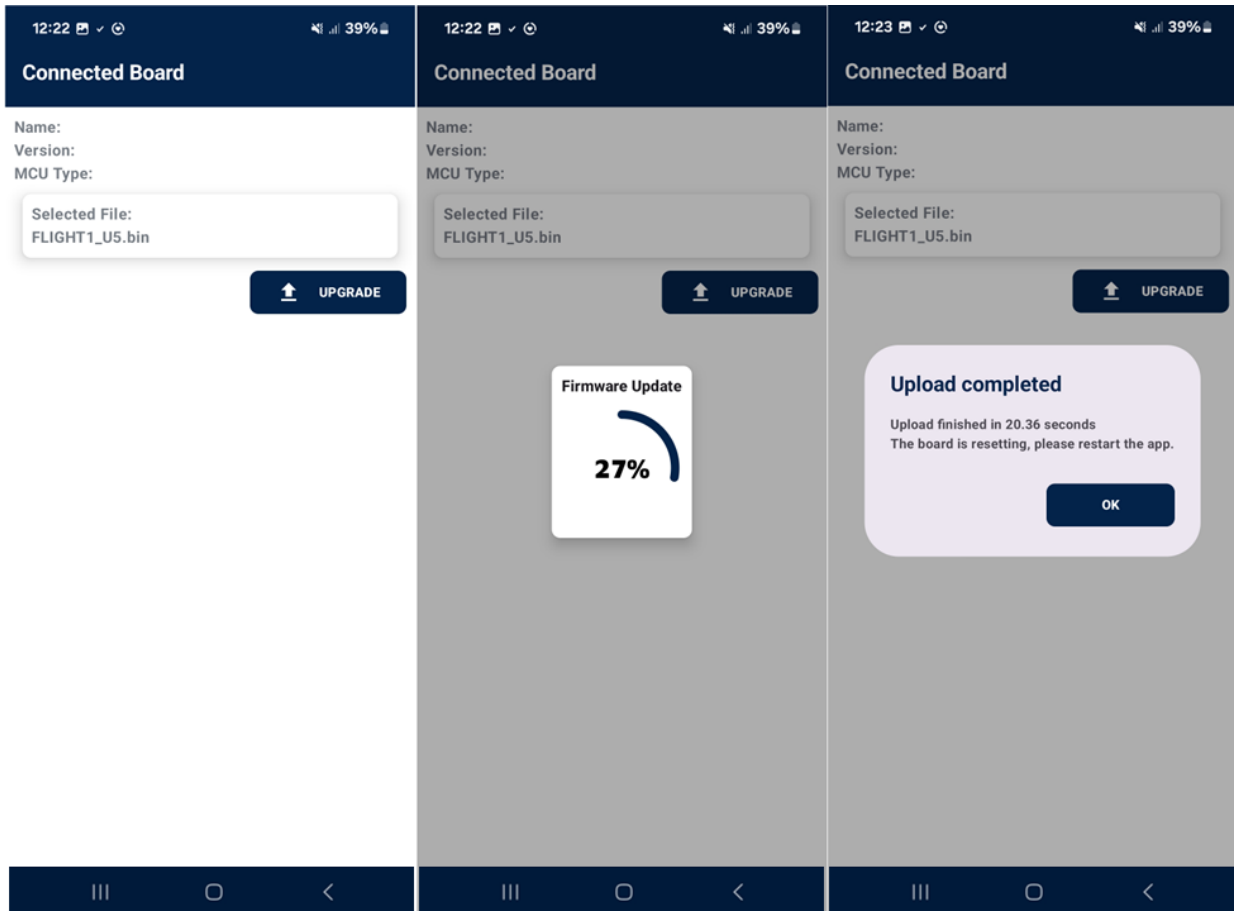 12:22
39%
Connected Board
Name:
Version:
MCU Type:
Selected File:
FLIGHT1_U5.bin
UPGRADE
12:22
39%
Connected Board
Name:
Version:
MCU Type:
Selected File:
FLIGHT1_U5.bin
UPGRADE
Firmware Update
27%
12:23
39%
Connected Board
Name:
Version:
MCU Type:
Selected File:
FLIGHT1_U5.bin
UPGRADE
Upload completed
Upload finished in 20.36 seconds
The board is resetting, please restart the app.
OK